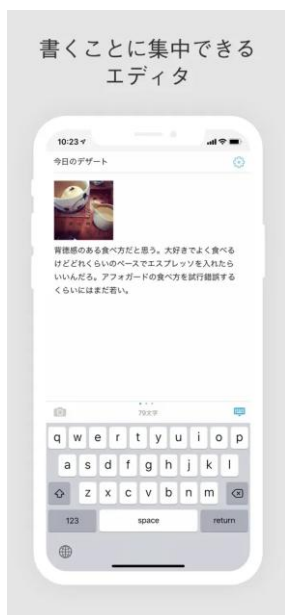 書くことに集中できる
エディタ
10:23
今日のデザート
背徳感のある食べ方だと思う。大好きでよく食べる
けどどれくらいのペースでエスプレッソを入れたら
いいんだろ。アフォガードの食べ方を試行錯誤する
くらいにはまだ若い。
79文字
q w e r t y u i o p
a s d f g h j k l
z x c v b n m
123 space return